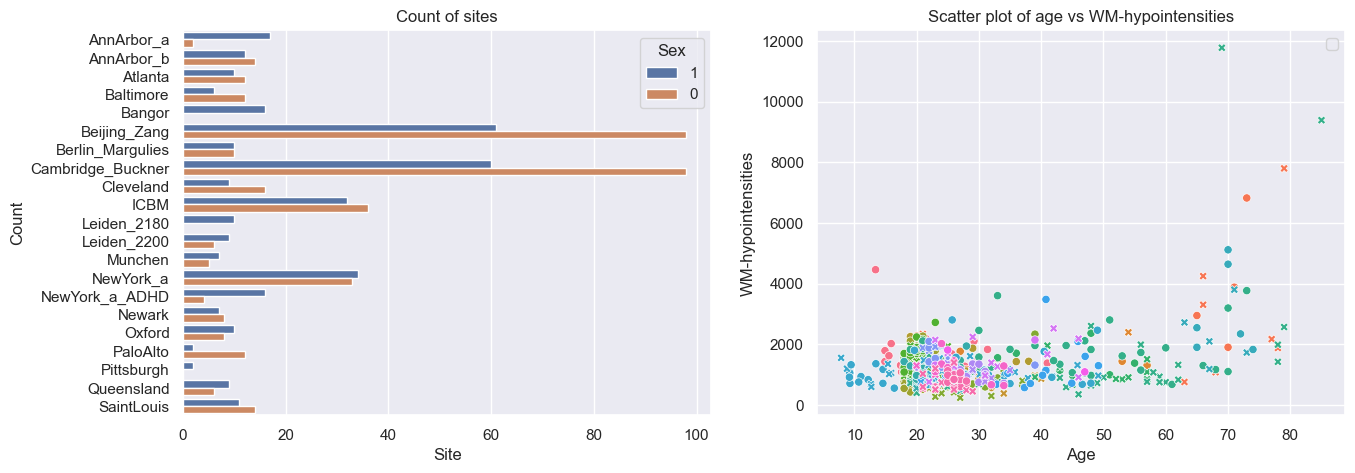 Count of sites
Count
AnnArbor_a
AnnArbor_b
Atlanta
Baltimore
Bangor
Beijing_Zang
Berlin_Margulies
Cambridge_Buckner
Cleveland
ICBM
Leiden_2180
Leiden_2200
Munchen
NewYork_a
NewYork_a_ADHD
Newark
Oxford
PaloAlto
Pittsburgh
Queensland
SaintLouis
Sex
1
0
0 20 40 60 80 100
Site
Scatter plot of age vs WM-hypointensities
WM-hypointensities
12000
10000
8000
6000
4000
2000
0
10 20 30 40 50 60 70 80
Age